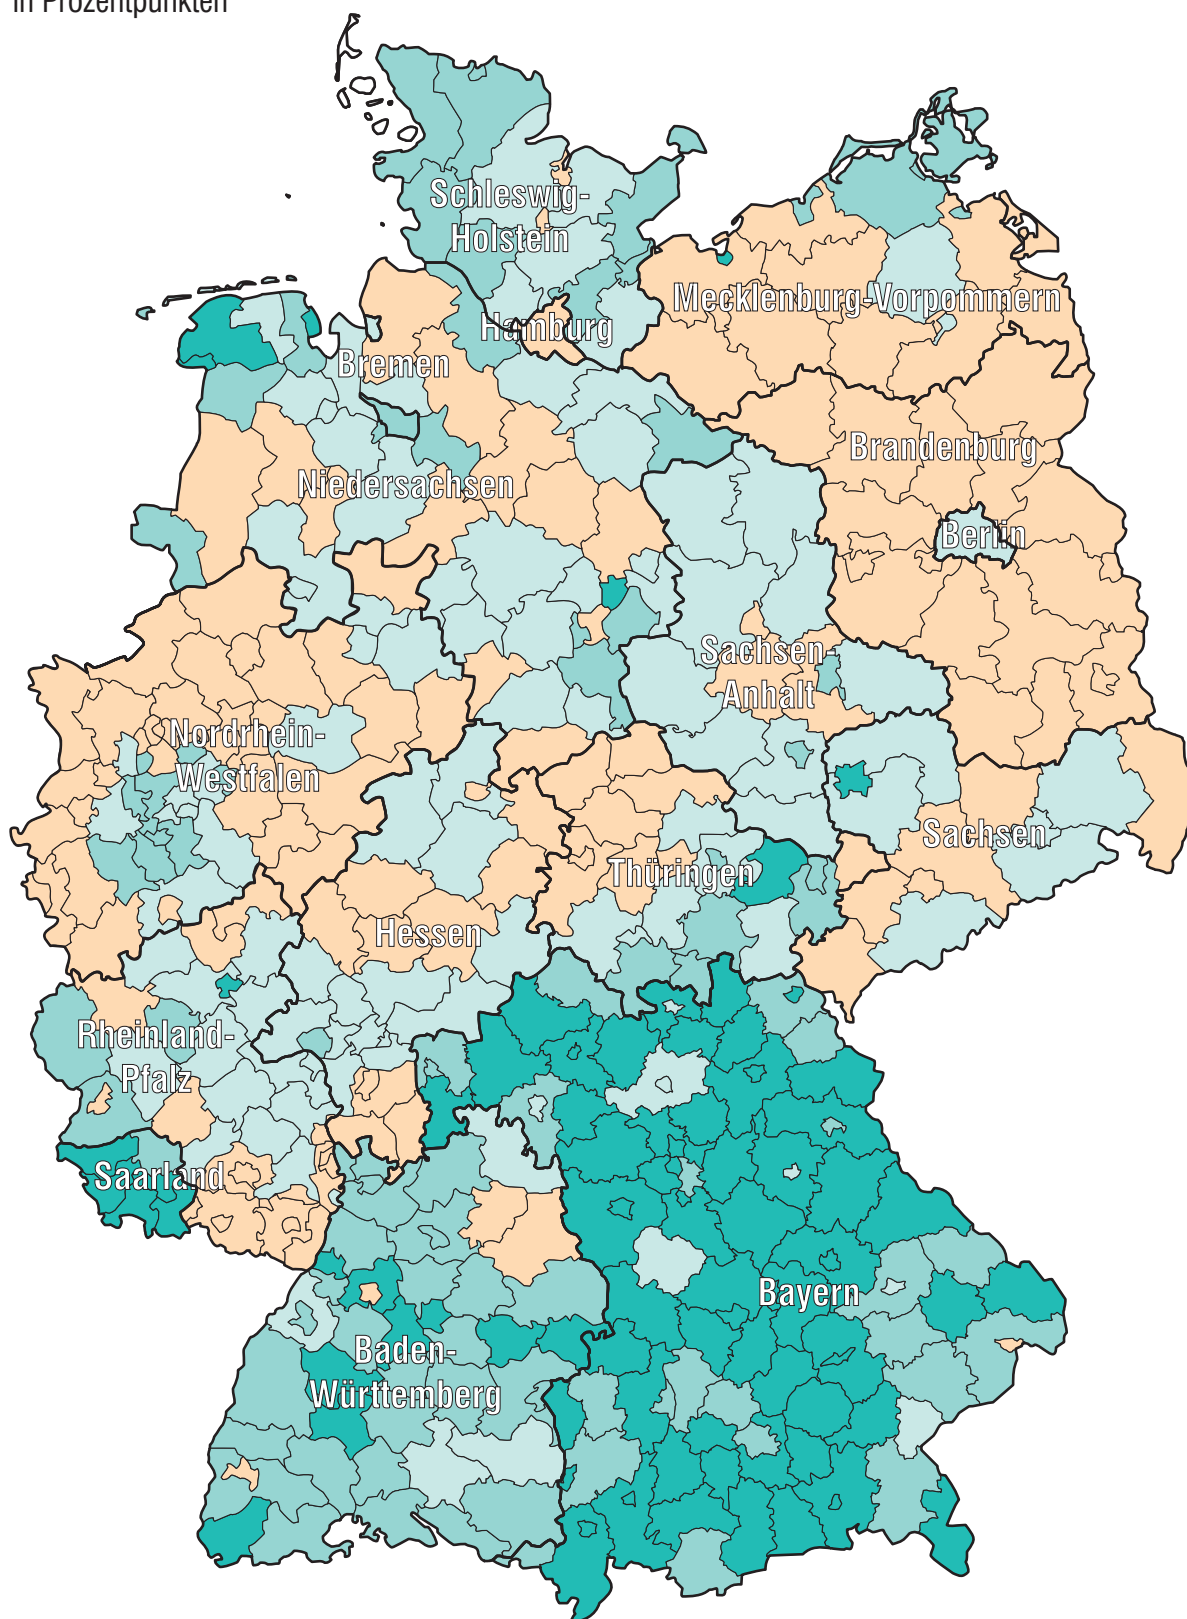 in Prozentpunkten
Schleswig-
Holstein
Mecklenburg-Vorpommern
Hamburg
Bremen
Brandenburg
Niedersachsen
Berlin
Sachsen-
Anhalt
Nordrhein-
Westfalen
Sachsen
Thüringen
Hessen
Rheinland-
Pfalz
Saarland
Bayern
Baden-
Württemberg